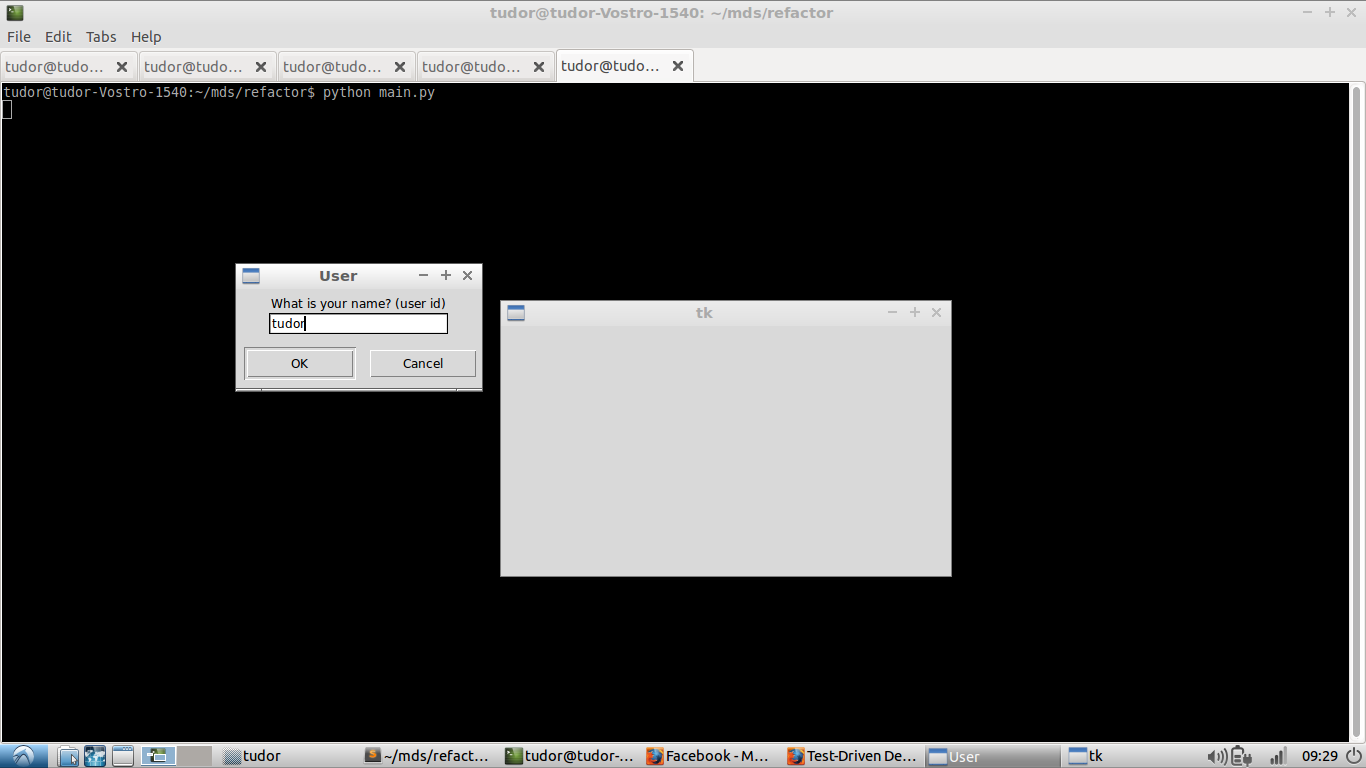 tudor@tudor-Vostro-1540: ~/mds/refactor
File Edit Tabs Help
tudor@tudo... tudor@tudo... tudor@tudo... tudor@tudo... tudor@tudo...
tudor@tudor-Vostro-1540:~/mds/refactor$ python main.py
User
What is your name? (user id)
tudor
OK Cancel
tk
tudor ~/mds/refact... tudor@tudor-... Facebook - M... Test-Driven De... User tk 09:29